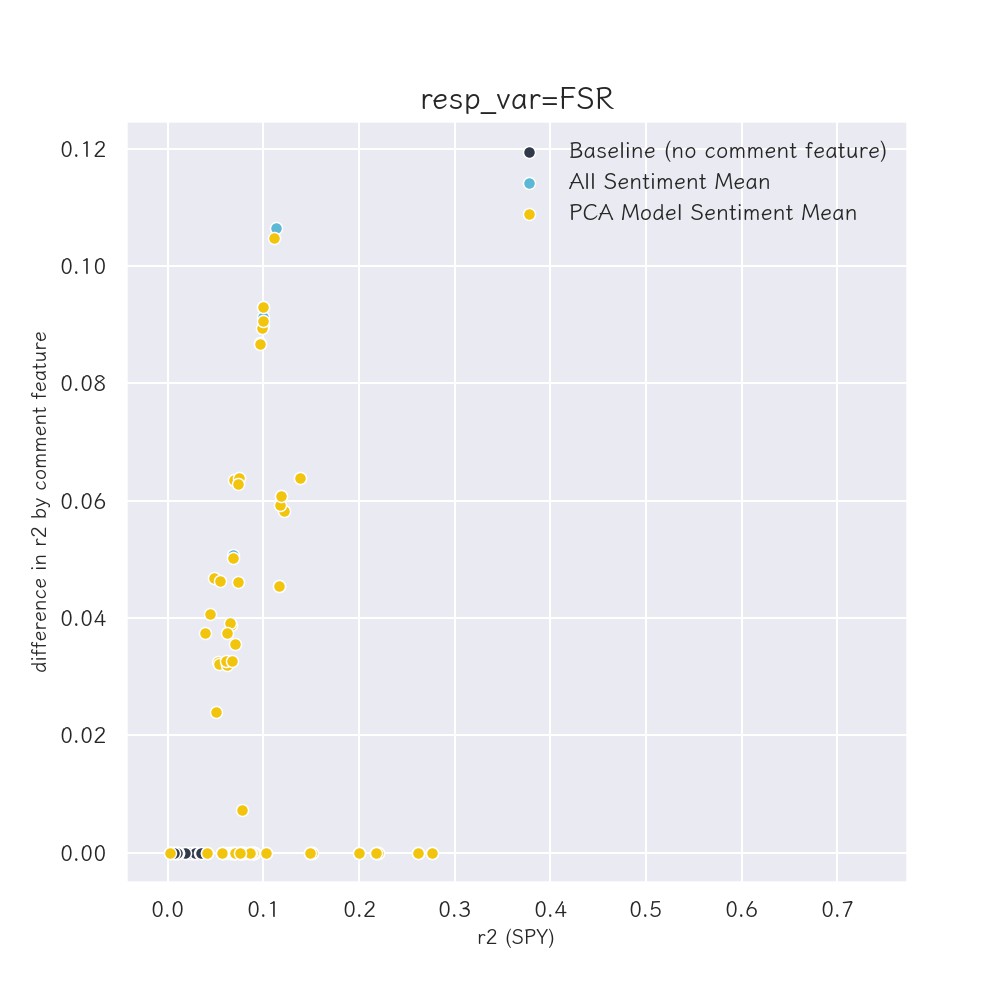 resp_var=FSR
Baseline (no comment feature)
All Sentiment Mean
PCA Model Sentiment Mean
0.12
0.10
0.08
0.06
0.04
0.02
0.00
difference in r2 by comment feature
0.0 0.1 0.2 0.3 0.4 0.5 0.6 0.7
r2 (SPY)